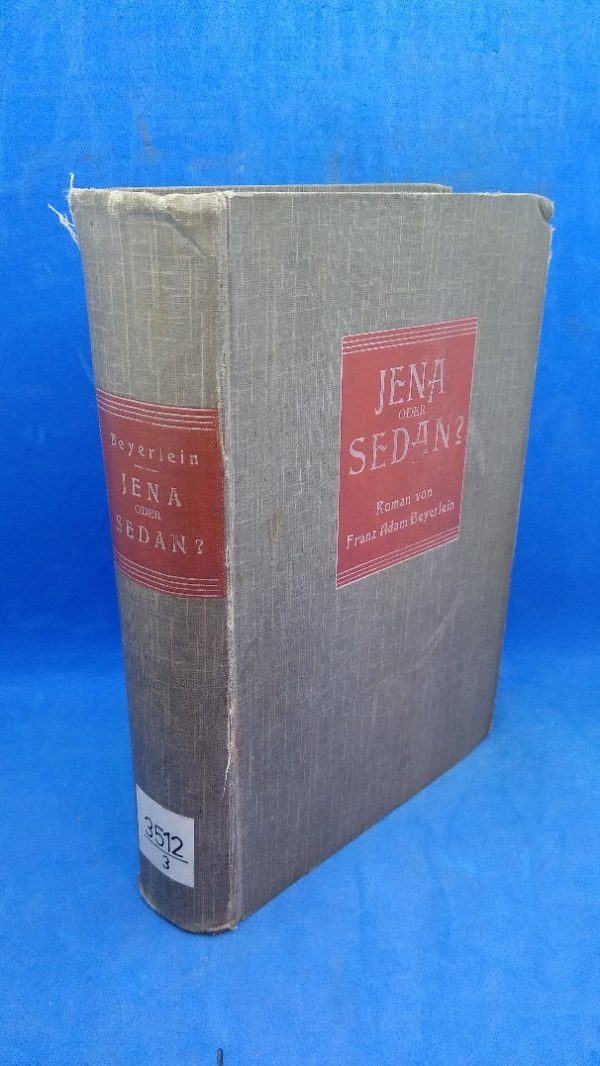 Beyerlein
JENA
ODER
SEDAN?
3512
3
JENA
ODER
SEDAN?
Roman von
Franz Adam Beyerlein